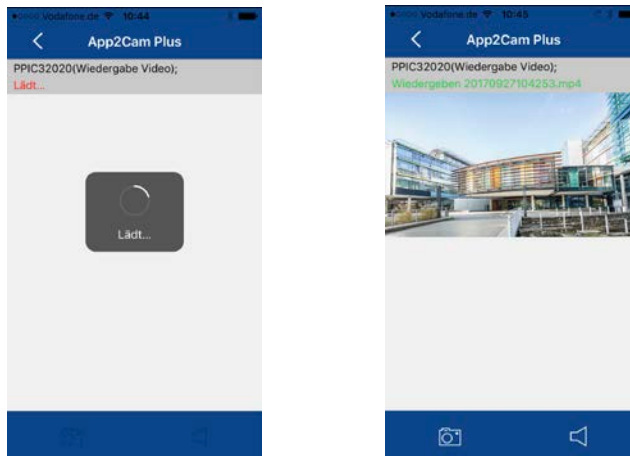 Vodafone.de 10:44
App2Cam Plus
PPIC32020(Wiedergabe Video);
Lädt...
Lädt...
Vodafone.de 10:45
App2Cam Plus
PPIC32020(Wiedergabe Video);
Wiedergeben 20170927104253.mp4